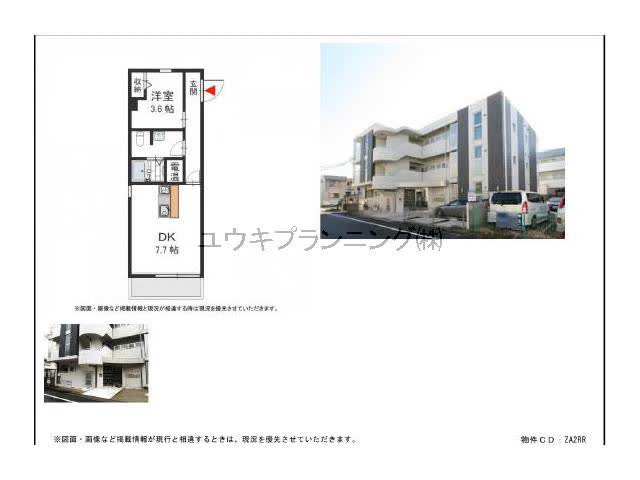 収納
玄関
洋室
3.6 帖
電温
DK
7.7 帖
ユウキプランニング㈱
※図面・画像など掲載情報と現況が相違する時は現況を優先させていただきます。
※図面・画像など掲載情報が現行と相違するときは、現況を優先させていただきます。
物件CD:ZA2RR